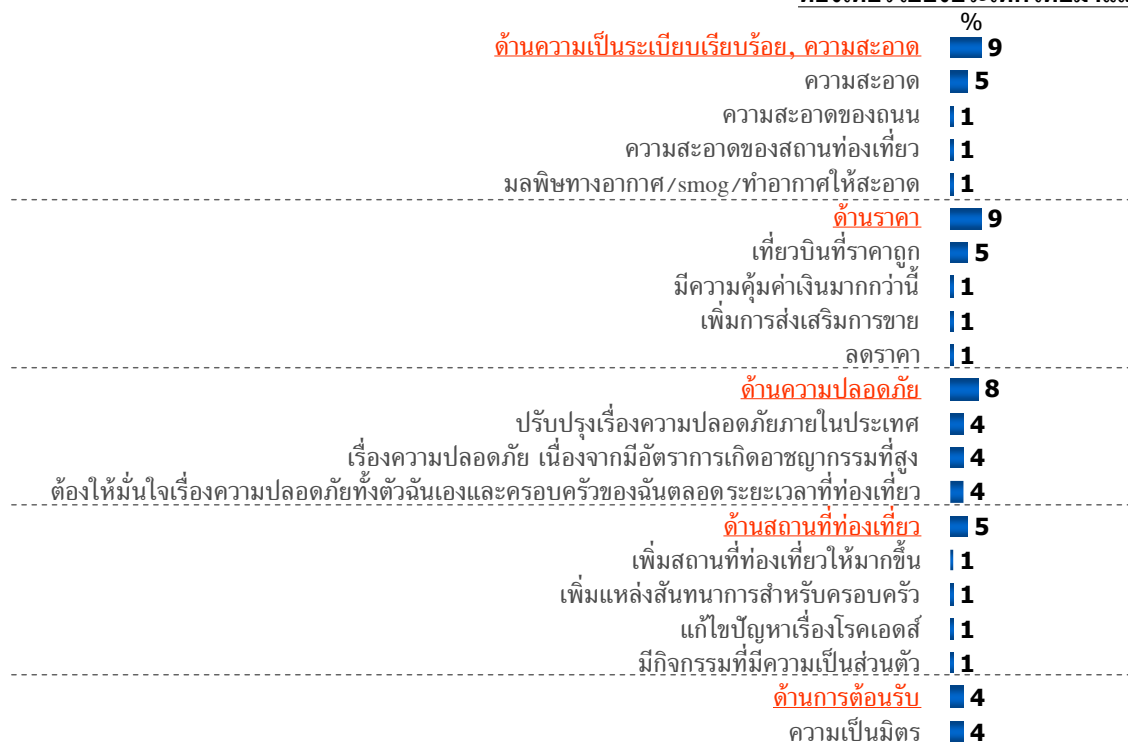 %
ด้านความเป็นระเบียบเรียบร้อย, ความสะอาด 9
ความสะอาด 5
ความสะอาดของถนน 1
ความสะอาดของสถานท่องเที่ยว 1
มลพิษทางอากาศ/smog/ทำอากาศให้สะอาด 1
ด้านราคา 9
เที่ยวบินที่ราคาถูก 5
มีความคุ้มค่าเงินมากกว่านี้ 1
เพิ่มการส่งเสริมการขาย 1
ลดราคา 1
ด้านความปลอดภัย 8
ปรับปรุงเรื่องความปลอดภัยภายในประเทศ 4
เรื่องความปลอดภัย เนื่องจากมีอัตราการเกิดอาชญากรรมที่สูง 4
ต้องให้มั่นใจเรื่องความปลอดภัยทั้งตัวฉันเองและครอบครัวของฉันตลอดระยะเวลาที่ท่องเที่ยว 4
ด้านสถานที่ท่องเที่ยว 5
เพิ่มสถานที่ท่องเที่ยวให้มากขึ้น 1
เพิ่มแหล่งสันทนาการสำหรับครอบครัว 1
แก้ไขปัญหาเรื่องโรคเอดส์ 1
มีกิจกรรมที่มีความเป็นส่วนตัว 1
ด้านการต้อนรับ 4
ความเป็นมิตร 4